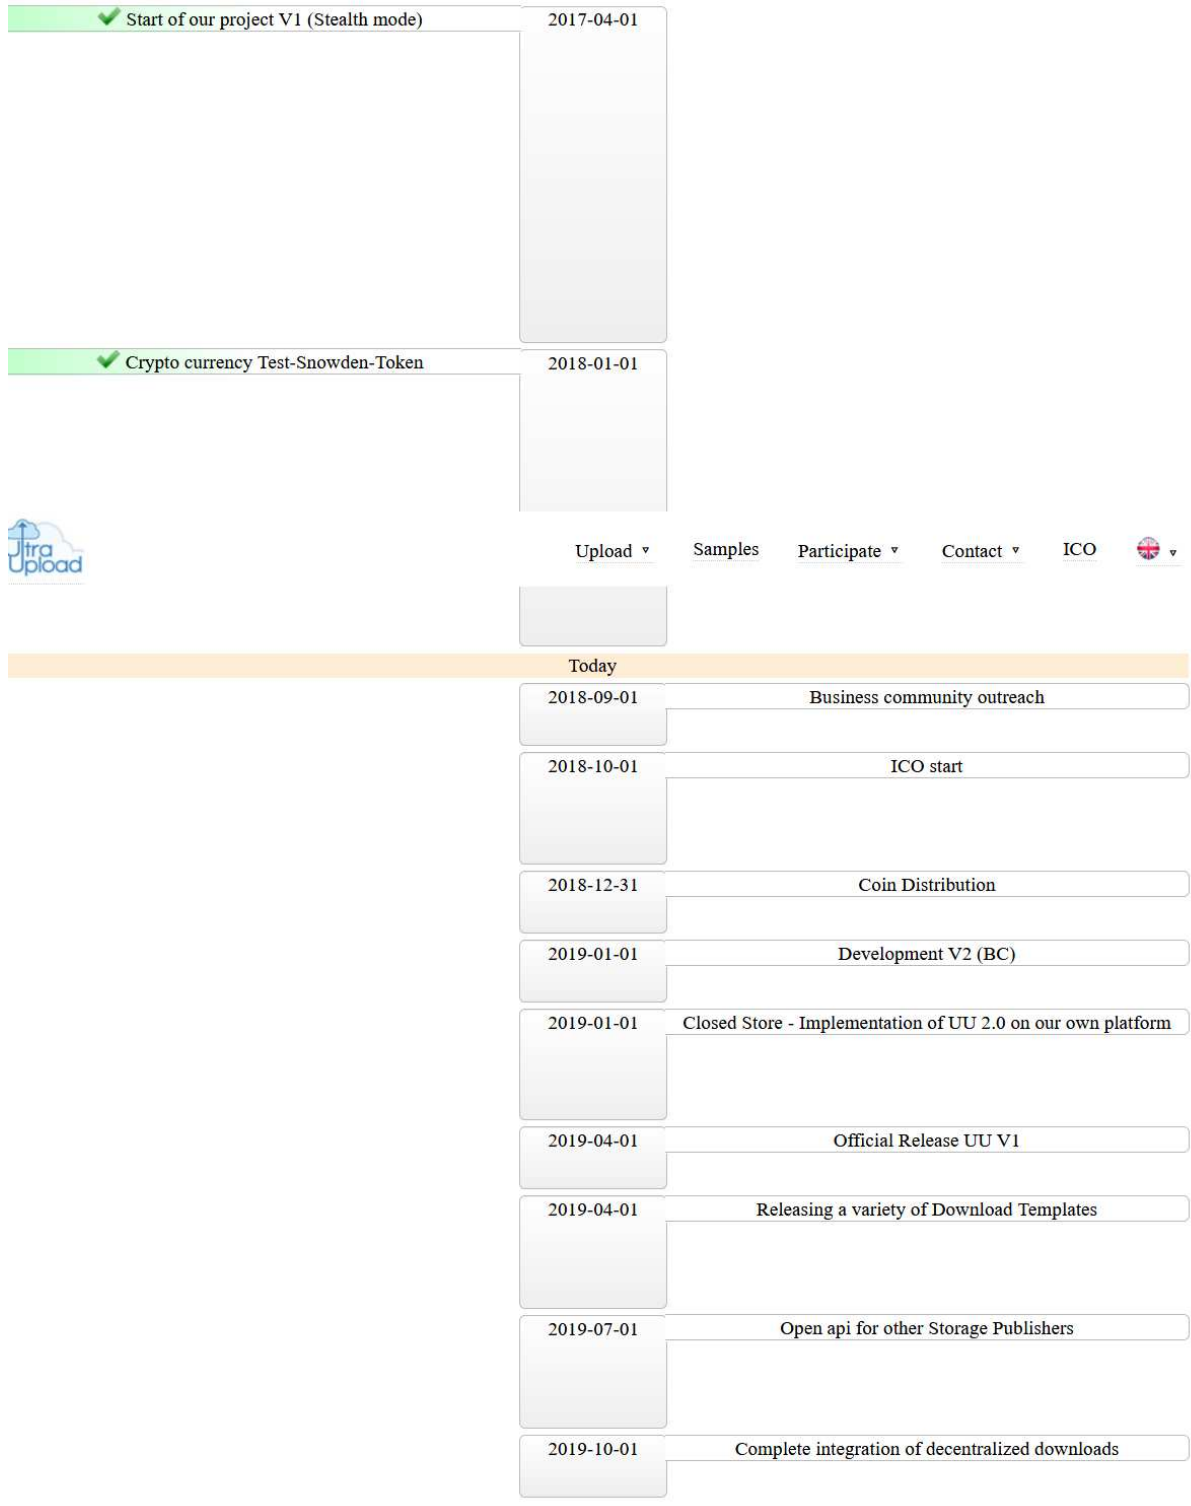 Start of our project V1 (Stealth mode) 2017-04-01
Crypto currency Test-Snowden-Token 2018-01-01
Ultra
Upload
Upload Samples Participate Contact ICO
Today
2018-09-01 Business community outreach
2018-10-01 ICO start
2018-12-31 Coin Distribution
2019-01-01 Development V2 (BC)
2019-01-01 Closed Store - Implementation of UU 2.0 on our own platform
2019-04-01 Official Release UU V1
2019-04-01 Releasing a variety of Download Templates
2019-07-01 Open api for other Storage Publishers
2019-10-01 Complete integration of decentralized downloads